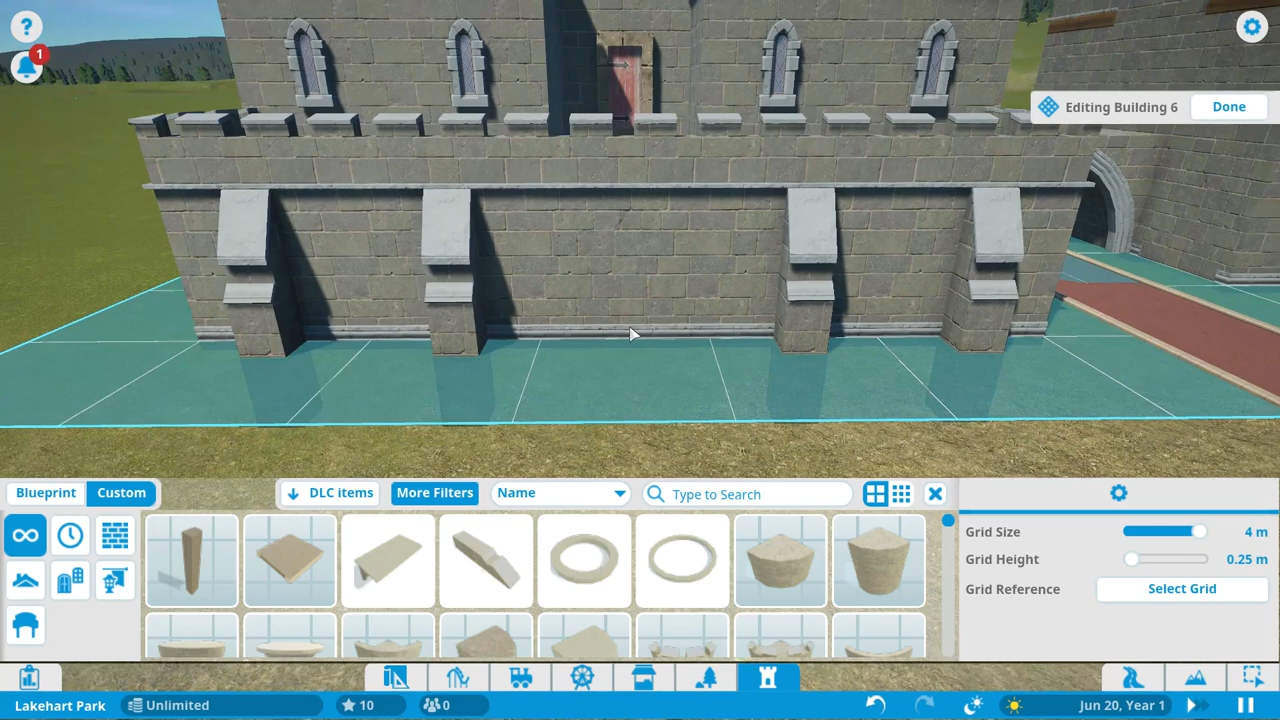 ?
1
Editing Building 6
Done
Blueprint
Custom
DLC items
More Filters
Name
Type to Search
Grid Size
4 m
Grid Height
0.25 m
Grid Reference
Select Grid
Lakehart Park
Unlimited
10
0
Jun 20, Year 1